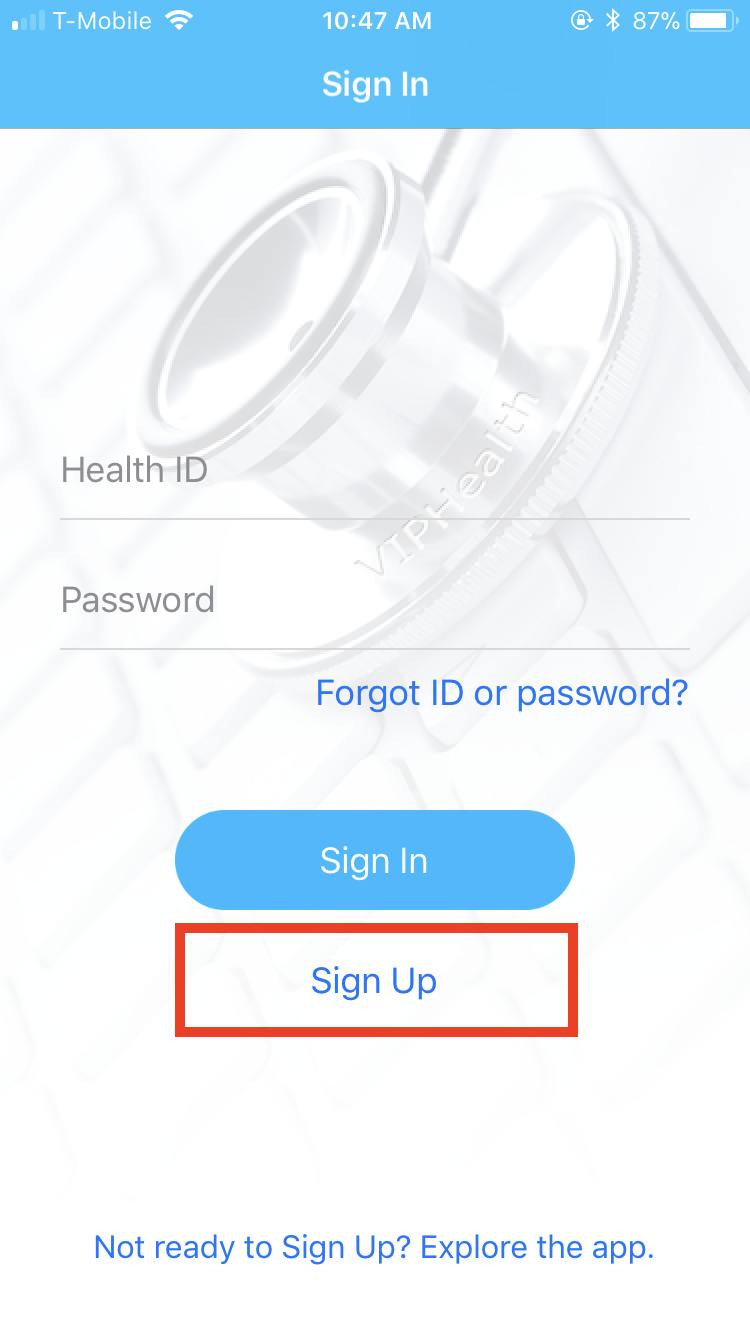 T-Mobile 10:47 AM 87%
Sign In
VIPHealth
Health ID
Password
Forgot ID or password?
Sign In
Sign Up
Not ready to Sign Up? Explore the app.